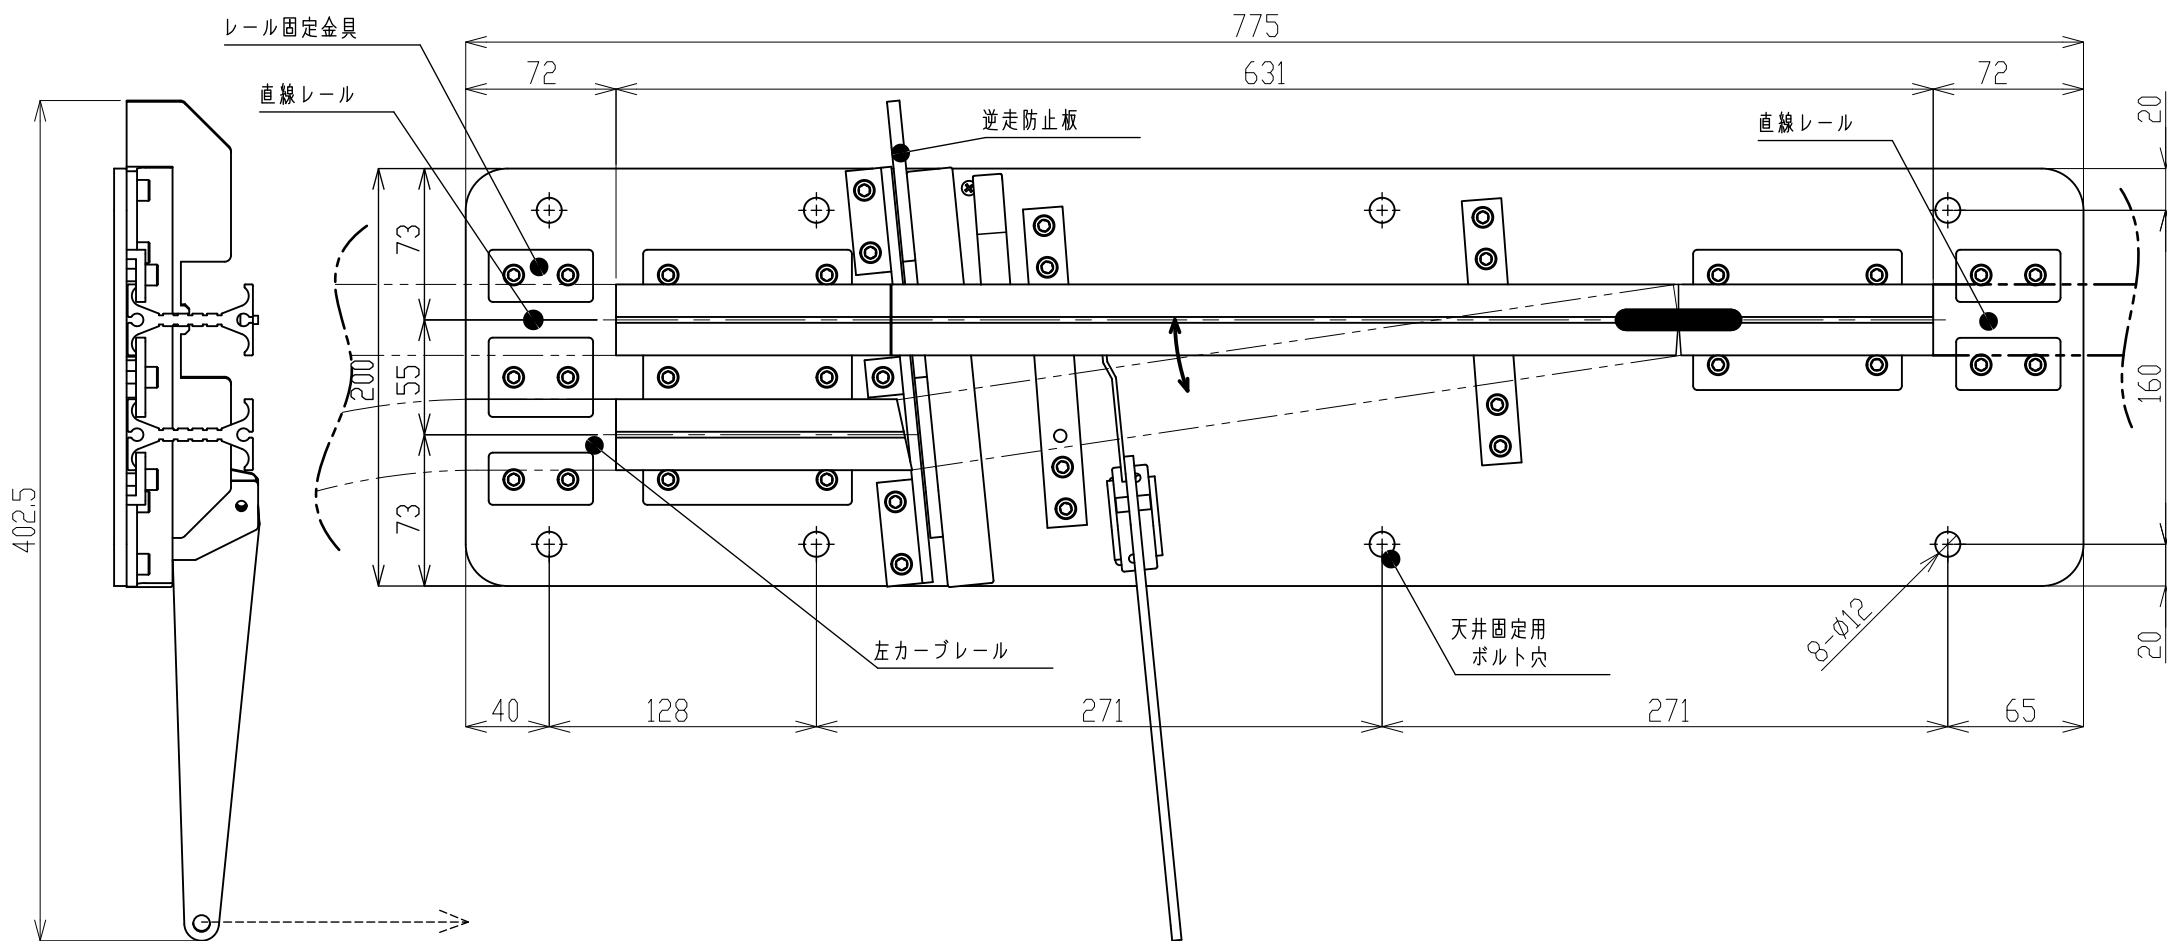 レール固定金具
775
72
631
72
直線レール
20
逆走防止板
直線レール
73
200
55
160
73
402.5
8-φ12
天井固定用
ボルト穴
左カーブレール
20
40
128
271
271
65